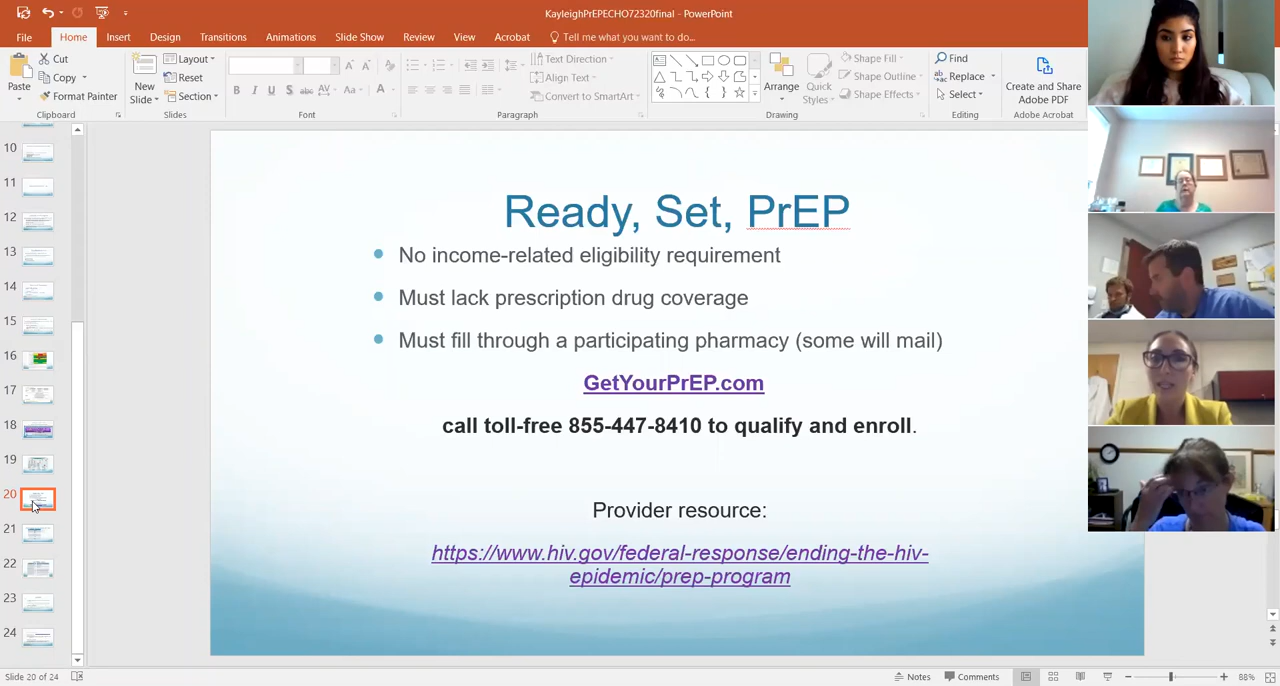 KayleighPrEPECHO72320final - PowerPoint
File Home Insert Design Transitions Animations Slide Show Review View Acrobat Tell me what you want to do...
Paste
Cut
Copy
Format Painter
Clipboard
New
Slide
Layout
Reset
Section
Slides
B I U S abc AV Aa A
Font
Text Direction
Align Text
Convert to SmartArt
Paragraph
Arrange
Quick
Styles
Shape Fill
Shape Outline
Shape Effects
Drawing
Find
Replace
Select
Editing
Create and Share
Adobe PDF
Adobe Acrobat
10
11
12
13
14
15
16
17
18
19
20
21
22
23
24
Ready, Set, PrEP
No income-related eligibility requirement
Must lack prescription drug coverage
Must fill through a participating pharmacy (some will mail)
GetYourPrEP.com
call toll-free 855-447-8410 to qualify and enroll.
Provider resource:
https://www.hiv.gov/federal-response/ending-the-hiv-
epidemic/prep-program
Slide 20 of 24
Notes
Comments
88%